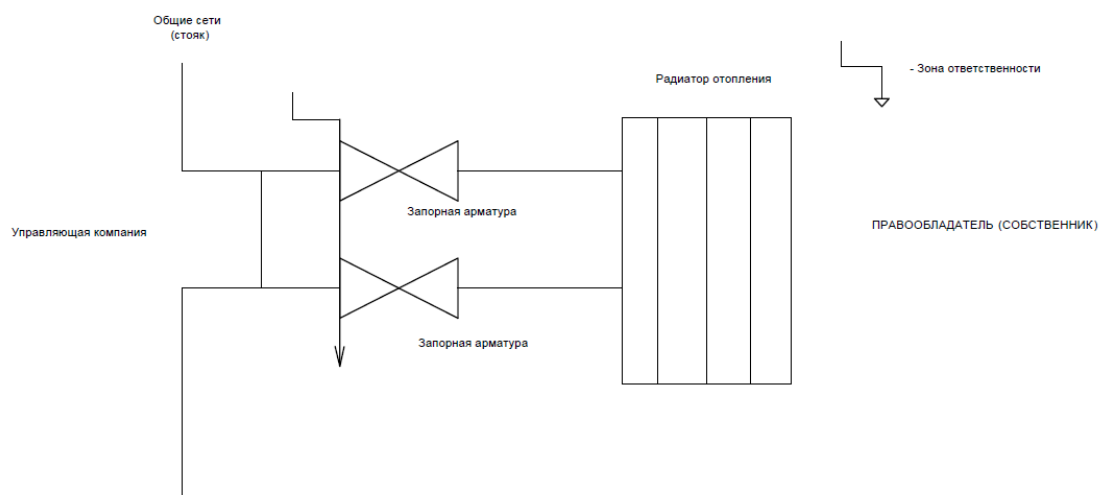 Общие сети
(стояк)
Радиатор отопления
- Зона ответственности
Запорная арматура
Управляющая компания
ПРАВООБЛАДАТЕЛЬ (СОБСТВЕННИК)
Запорная арматура